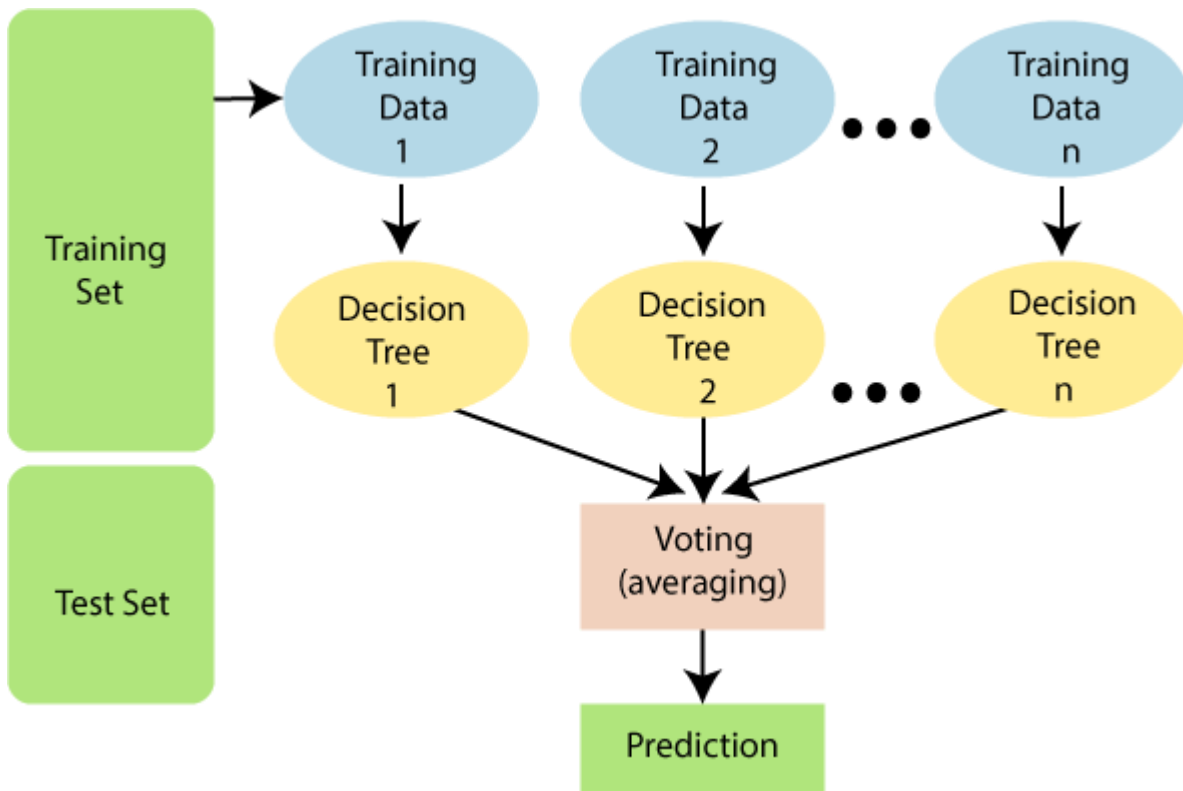 Training
Data
1
Training
Data
2
Training
Data
n
Training
Set
Decision
Tree
1
Decision
Tree
2
Decision
Tree
n
Test Set
Voting
(averaging)
Prediction